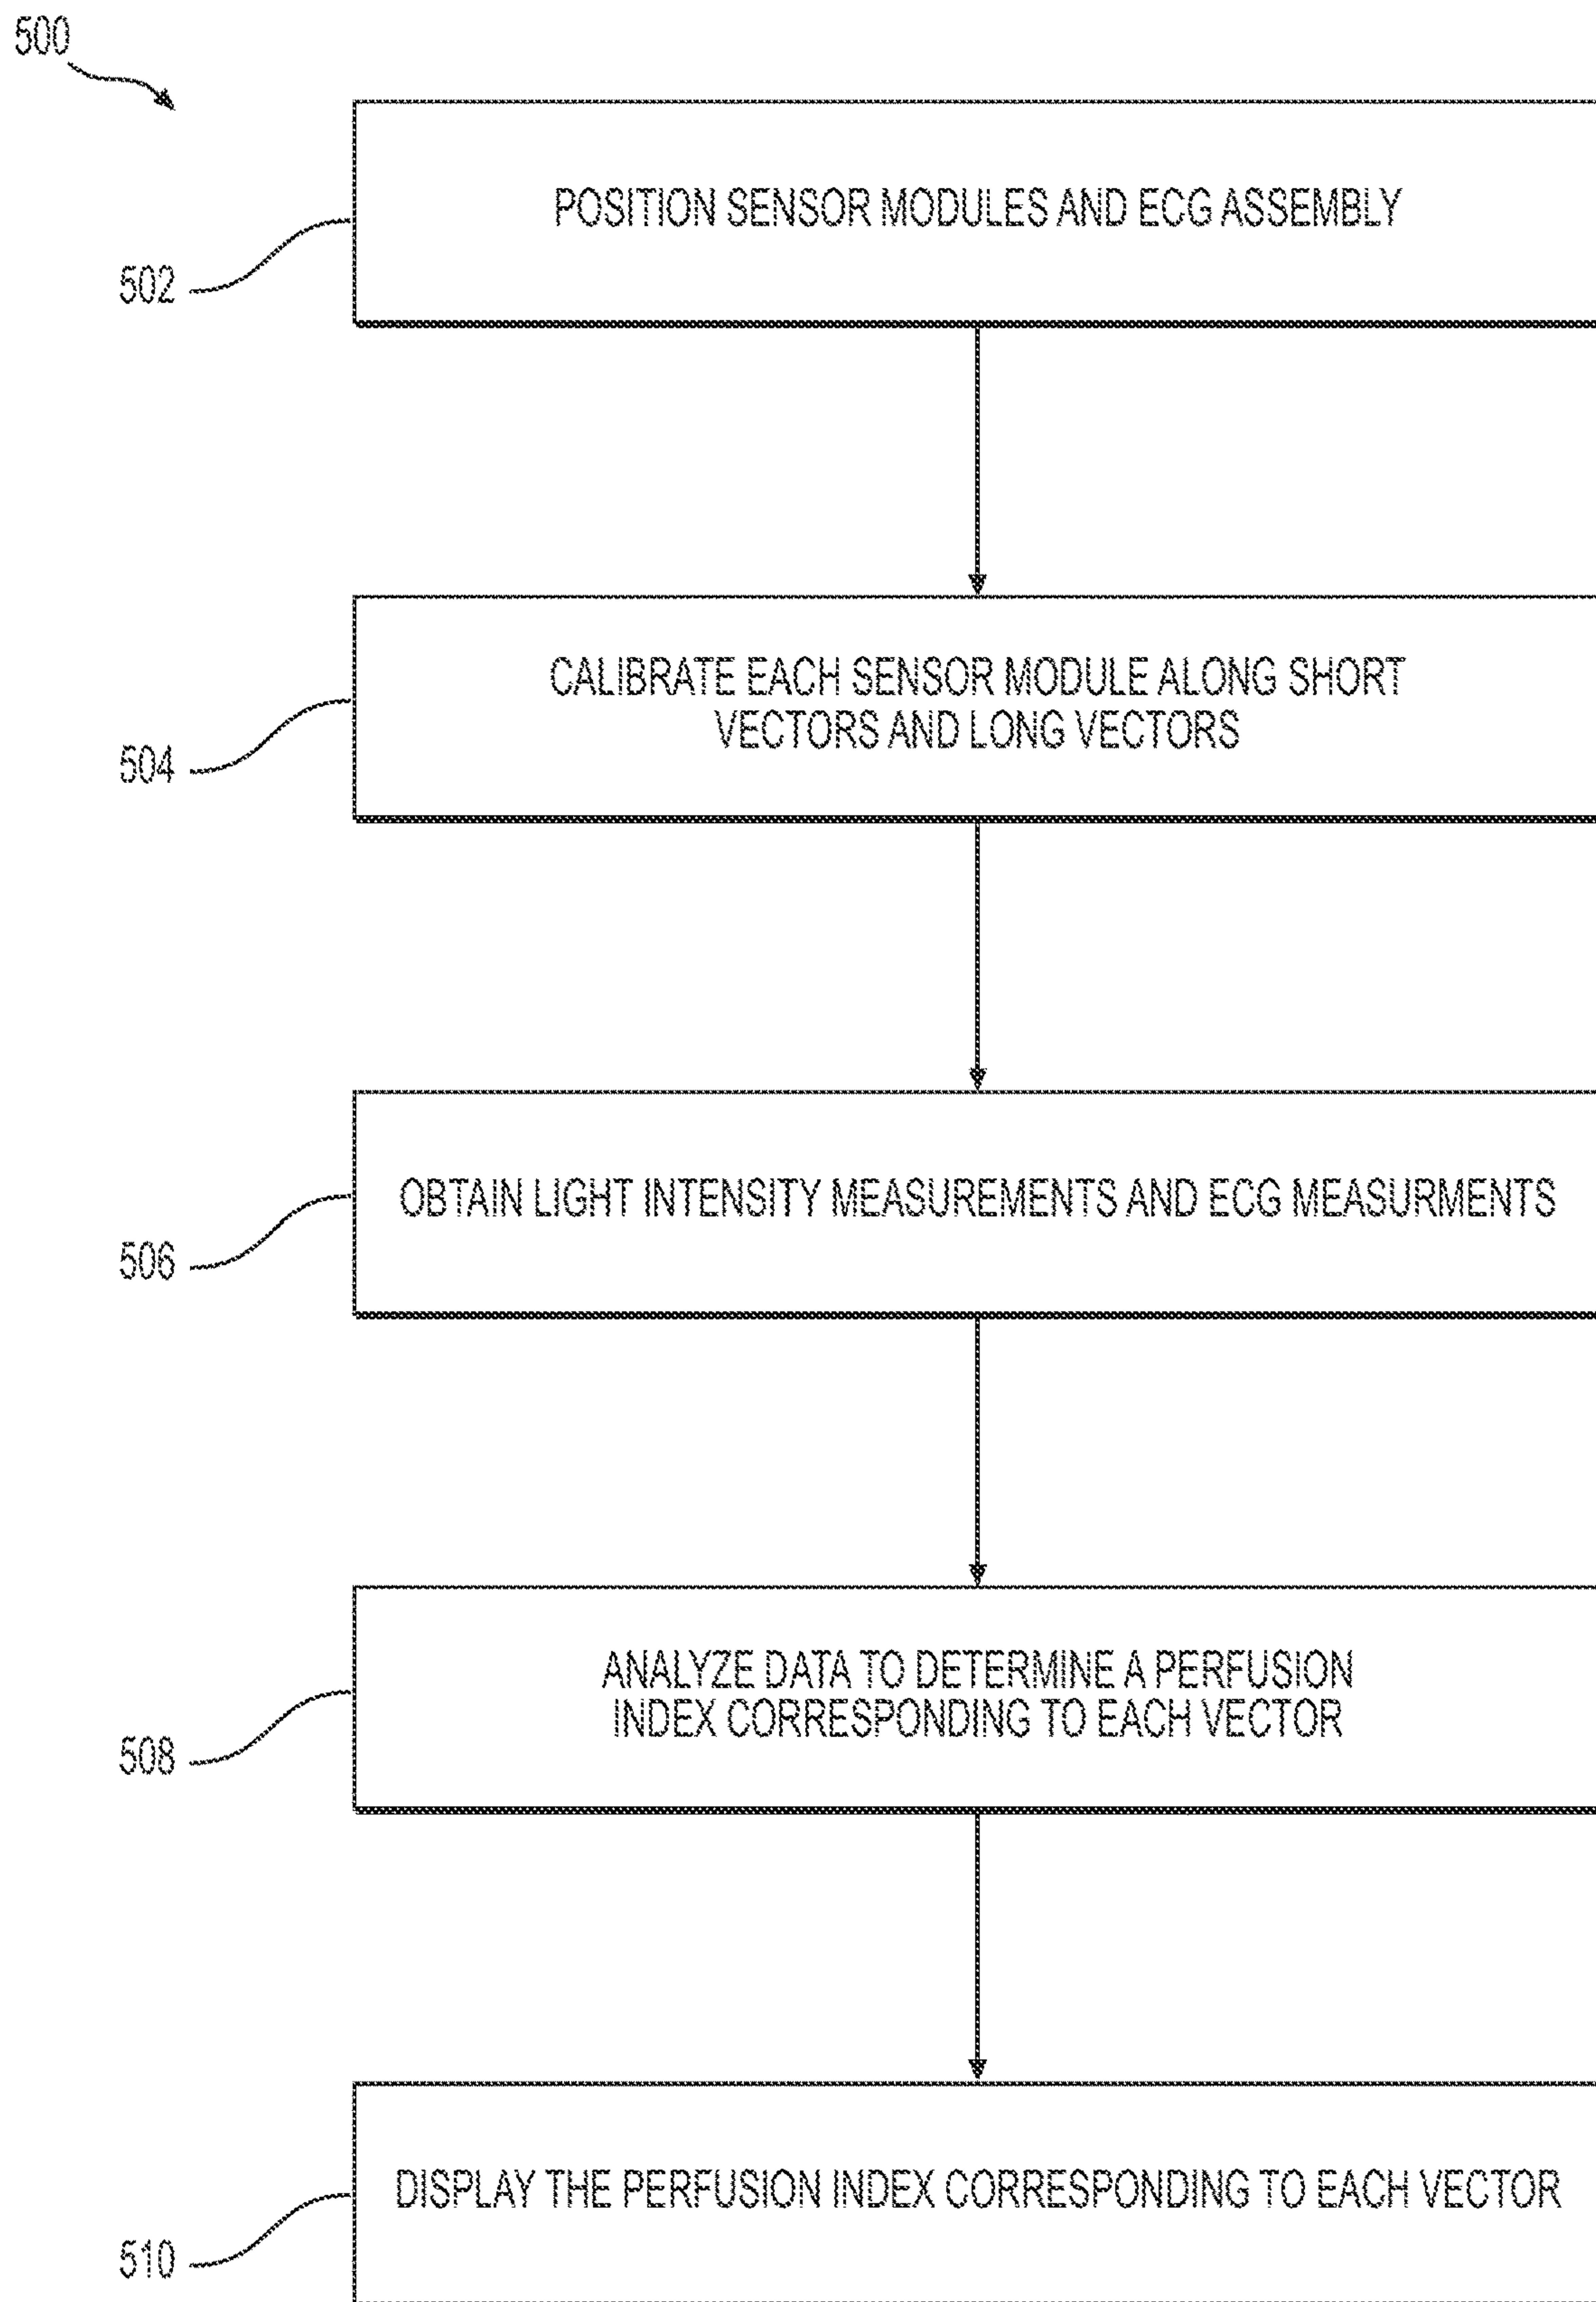 500
POSITION SENSOR MODULES AND ECG ASSEMBLY
502
CALIBRATE EACH SENSOR MODULE ALONG SHORT
VECTORS AND LONG VECTORS
504
OBTAIN LIGHT INTENSITY MEASUREMENTS AND ECG MEASURMENTS
506
ANALYZE DATA TO DETERMINE A PERFUSION
INDEX CORRESPONDING TO EACH VECTOR
508
DISPLAY THE PERFUSION INDEX CORRESPONDING TO EACH VECTOR
510